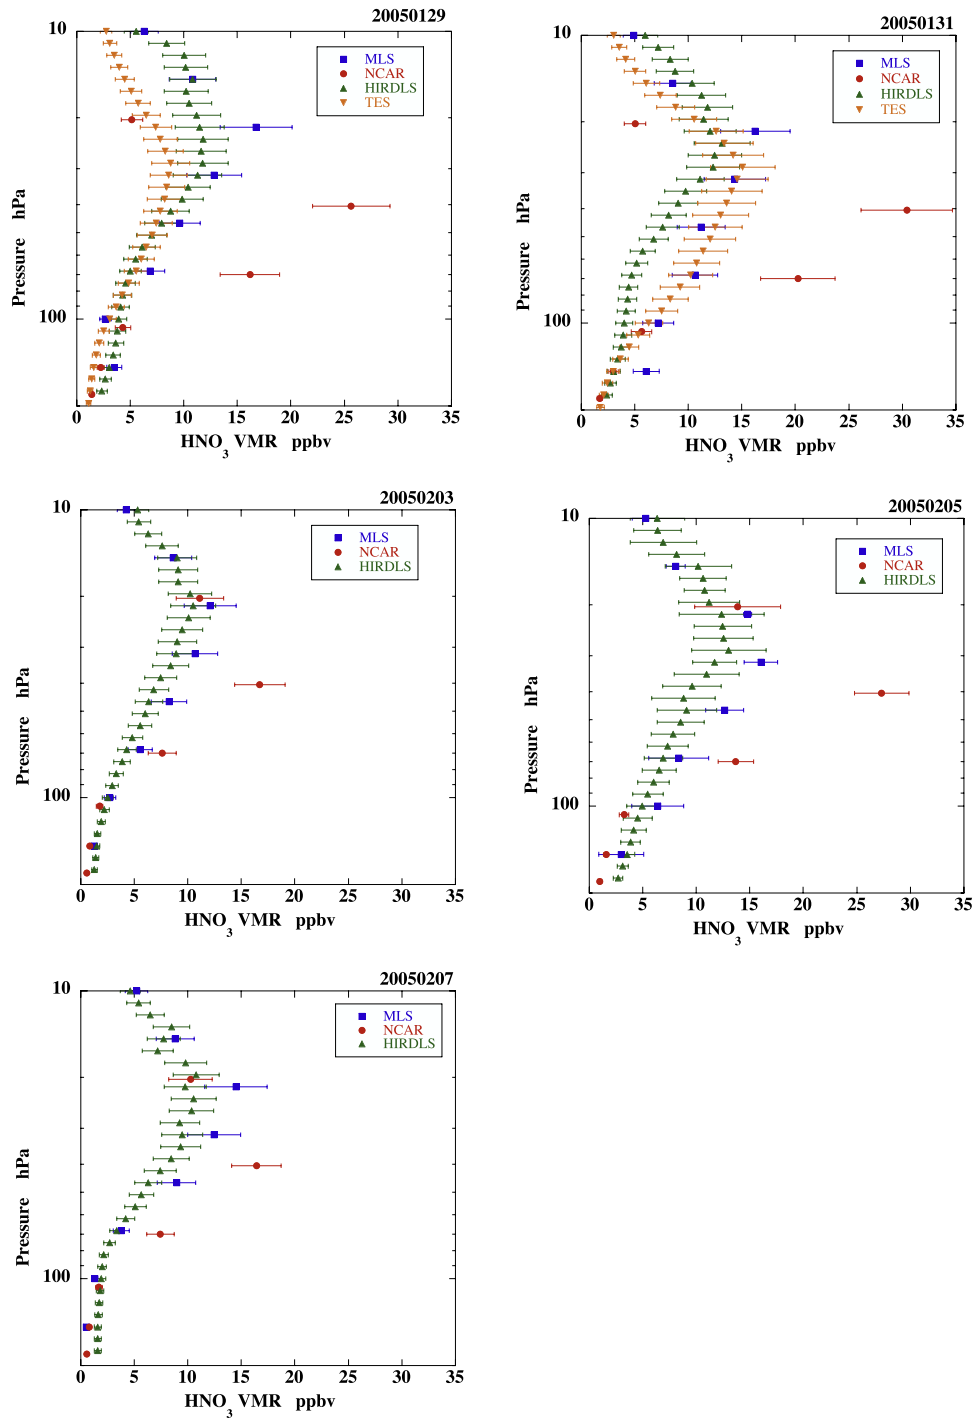 20050129
10
100
Pressure hPa
MLS
NCAR
HIRDLS
TES
0 5 10 15 20 25 30 35
HNO3 VMR ppbv
20050131
10
100
Pressure hPa
MLS
NCAR
HIRDLS
TES
0 5 10 15 20 25 30 35
HNO3 VMR ppbv
20050203
10
100
Pressure hPa
MLS
NCAR
HIRDLS
0 5 10 15 20 25 30 35
HNO3 VMR ppbv
20050205
10
100
Pressure hPa
MLS
NCAR
HIRDLS
0 5 10 15 20 25 30 35
HNO3 VMR ppbv
20050207
10
100
Pressure hPa
MLS
NCAR
HIRDLS
0 5 10 15 20 25 30 35
HNO3 VMR ppbv